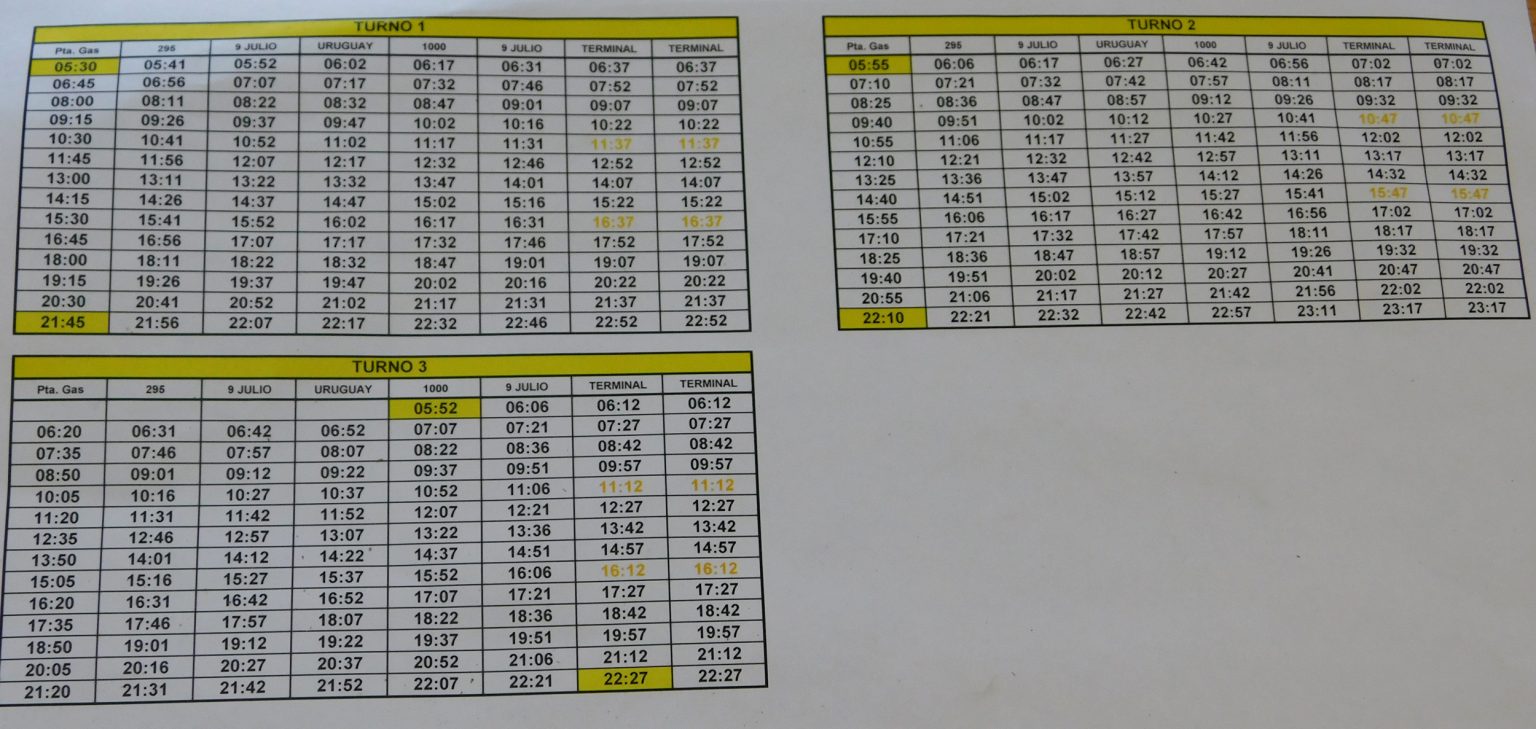 TURNO 1
Pta. Gas 295 9 JULIO URUGUAY 1000 9 JULIO TERMINAL TERMINAL
05:30 05:41 05:52 06:02 06:17 06:31 06:37 06:37
06:45 06:56 07:07 07:17 07:32 07:46 07:52 07:52
08:00 08:11 08:22 08:32 08:47 09:01 09:07 09:07
09:15 09:26 09:37 09:47 10:02 10:16 10:22 10:22
10:30 10:41 10:52 11:02 11:17 11:31 11:37 11:37
11:45 11:56 12:07 12:17 12:32 12:46 12:52 12:52
13:00 13:11 13:22 13:32 13:47 14:01 14:07 14:07
14:15 14:26 14:37 14:47 15:02 15:16 15:22 15:22
15:30 15:41 15:52 16:02 16:17 16:31 16:37 16:37
16:45 16:56 17:07 17:17 17:32 17:46 17:52 17:52
18:00 18:11 18:22 18:32 18:47 19:01 19:07 19:07
19:15 19:26 19:37 19:47 20:02 20:16 20:22 20:22
20:30 20:41 20:52 21:02 21:17 21:31 21:37 21:37
21:45 21:56 22:07 22:17 22:32 22:46 22:52 22:52
TURNO 2
Pta. Gas 295 9 JULIO URUGUAY 1000 9 JULIO TERMINAL TERMINAL
05:55 06:06 06:17 06:27 06:42 06:56 07:02 07:02
07:10 07:21 07:32 07:42 07:57 08:11 08:17 08:17
08:25 08:36 08:47 08:57 09:12 09:26 09:32 09:32
09:40 09:51 10:02 10:12 10:27 10:41 10:47 10:47
10:55 11:06 11:17 11:27 11:42 11:56 12:02 12:02
12:10 12:21 12:32 12:42 12:57 13:11 13:17 13:17
13:25 13:36 13:47 13:57 14:12 14:26 14:32 14:32
14:40 14:51 15:02 15:12 15:27 15:41 15:47 15:47
15:55 16:06 16:17 16:27 16:42 16:56 17:02 17:02
17:10 17:21 17:32 17:42 17:57 18:11 18:17 18:17
18:25 18:36 18:47 18:57 19:12 19:26 19:32 19:32
19:40 19:51 20:02 20:12 20:27 20:41 20:47 20:47
20:55 21:06 21:17 21:27 21:42 21:56 22:02 22:02
22:10 22:21 22:32 22:42 22:57 23:11 23:17 23:17
TURNO 3
Pta. Gas 295 9 JULIO URUGUAY 1000 9 JULIO TERMINAL TERMINAL
05:52 06:06 06:12 06:12
06:20 06:31 06:42 06:52 07:07 07:21 07:27 07:27
07:35 07:46 07:57 08:07 08:22 08:36 08:42 08:42
08:50 09:01 09:12 09:22 09:37 09:51 09:57 09:57
10:05 10:16 10:27 10:37 10:52 11:06 11:12 11:12
11:20 11:31 11:42 11:52 12:07 12:21 12:27 12:27
12:35 12:46 12:57 13:07 13:22 13:36 13:42 13:42
13:50 14:01 14:12 14:22 14:37 14:51 14:57 14:57
15:05 15:16 15:27 15:37 15:52 16:06 16:12 16:12
16:20 16:31 16:42 16:52 17:07 17:21 17:27 17:27
17:35 17:46 17:57 18:07 18:22 18:36 18:42 18:42
18:50 19:01 19:12 19:22 19:37 19:51 19:57 19:57
20:05 20:16 20:27 20:37 20:52 21:06 21:12 21:12
21:20 21:31 21:42 21:52 22:07 22:21 22:27 22:27